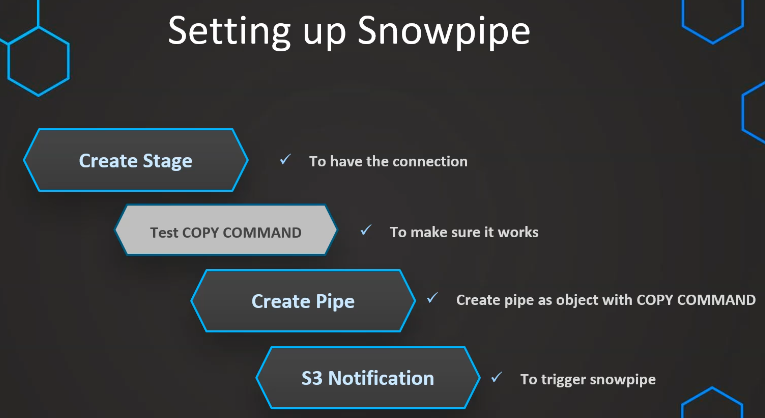 Setting up Snowpipe
Create Stage
✓ To have the connection
Test COPY COMMAND
✓ To make sure it works
Create Pipe
✓ Create pipe as object with COPY COMMAND
S3 Notification
✓ To trigger snowpipe